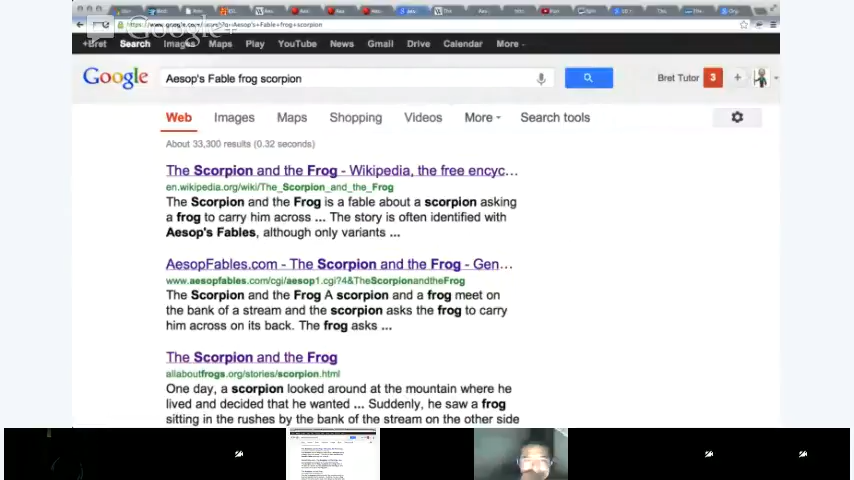 Google+
https://www.google.com/search?q=Aesop's+Fable+frog+scorpion
+Bret Search Images Maps Play YouTube News Gmail Drive Calendar More
Google Aesop's Fable frog scorpion Bret Tutor 3 +
Web Images Maps Shopping Videos More Search tools
About 33,300 results (0.32 seconds)
The Scorpion and the Frog - Wikipedia, the free encyc...
en.wikipedia.org/wiki/The_Scorpion_and_the_Frog
The Scorpion and the Frog is a fable about a scorpion asking
a frog to carry him across ... The story is often identified with
Aesop's Fables, although only variants ...
AesopFables.com - The Scorpion and the Frog - Gen...
www.aesopfables.com/cgi/aesop1.cgi?4&TheScorpionandtheFrog
The Scorpion and the Frog A scorpion and a frog meet on
the bank of a stream and the scorpion asks the frog to carry
him across on its back. The frog asks ...
The Scorpion and the Frog
allaboutfrogs.org/stories/scorpion.html
One day, a scorpion looked around at the mountain where he
lived and decided that he wanted ... Suddenly, he saw a frog
sitting in the rushes by the bank of the stream on the other side